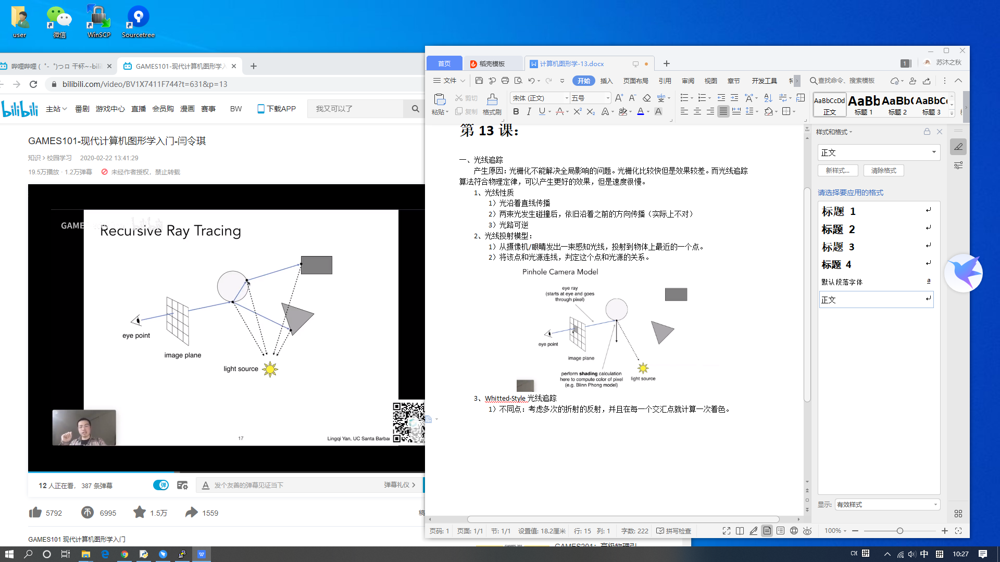 user
微信
WinSCP
Sourcetree
哔哩哔哩 (゜-゜)つロ 干杯~-bili
GAMES101-现代计算机图形学入
bilibili.com/video/BV1X7411F744?t=631&p=13
bilibili
主站
番剧
游戏中心
直播
会员购
漫画
赛事
BW
下载APP
我又可以了
GAMES101-现代计算机图形学入门-闫令琪
知识 > 校园学习 2020-02-22 13:41:29
19.5万播放 · 1.2万弹幕 未经作者授权，禁止转载
GAME
Recursive Ray Tracing
eye point
image plane
light source
17
Lingqi Yan, UC Santa Barbar
12 人正在看， 387 条弹幕
弹
发个友善的弹幕见证当下
弹幕礼仪 >
5792
6995
1.5万
1559
稿
GAMES101 现代计算机图形学入门
GAMES201：高级物理引
首页
稻壳模板
计算机图形学-13.docx
1
苏沐之秋
文件
开始
插入
页面布局
引用
审阅
视图
章节
开发工具
查找命令、搜索模板
粘贴
剪切
复制
格式刷
宋体 (正文)
五号
AaBbCcDd
正文
AaBb
标题 1
AaBb(
标题 2
AaBbC
标题 3
第 13 课：
一、光线追踪
产生原因：光栅化不能解决全局影响的问题。光栅化比较快但是效果较差。而光线追踪
算法符合物理定律，可以产生更好的效果，但是速度很慢。
1、光线性质
1）光沿着直线传播
2）两束光发生碰撞后，依旧沿着之前的方向传播（实际上不对）
3）光路可逆
2、光线投射模型：
1）从摄像机/眼睛发出一束感知光线，投射到物体上最近的一个点。
2）将该点和光源连线，判定这个点和光源的关系。
Pinhole Camera Model
eye ray
(starts at eye and goes
through pixel)
eye point
image plane
perform shading calculation
here to compute color of pixel
(e.g. Blinn Phong model)
light source
3、Whitted-Style 光线追踪
1）不同点：考虑多次的折射的反射，并且在每一个交汇点就计算一次着色。
样式和格式
正文
新样式...
清除格式
请选择要应用的格式
标题 1
标题 2
标题 3
标题 4
默认段落字体
a
正文
显示:
有效样式
页码: 1
页面: 1/1
节: 1/1
设置值: 18.2厘米
行: 15
列: 1
字数: 222
拼写检查
100%
CH
拼
中
拼
10:27